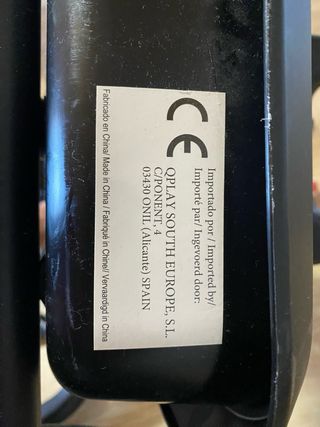 CE
Importado por / Imported by/
Importé par/ Ingevoerd door:
QPLAY SOUTH EUROPE, S.L.
C/PONENT, 4
03430 ONIL (Alicante) SPAIN
Fabricado en China/ Made in China / Fabriqué in Chine// Vervaardigd in China